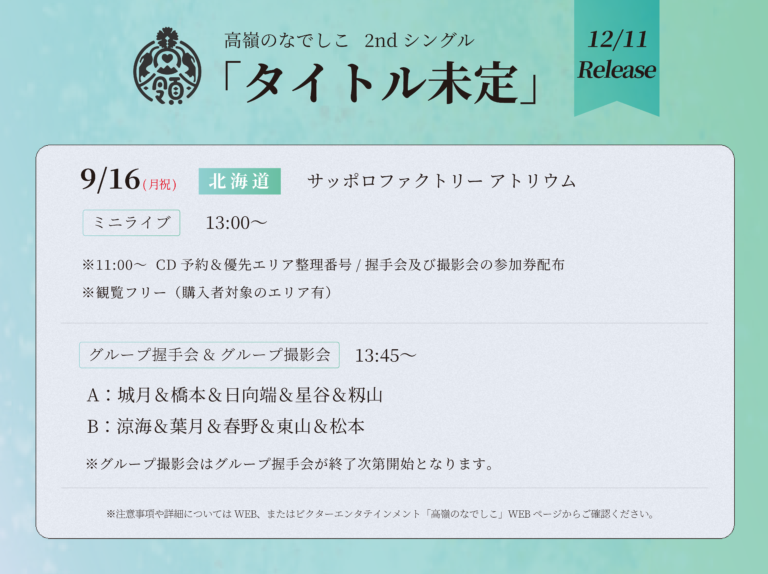 高嶺のなでしこ 2nd シングル
「タイトル未定」
12/11
Release
嶺
9/16(月祝) 北海道 サッポロファクトリー アトリウム
ミニライブ 13:00〜
※11:00〜 CD 予約＆優先エリア整理番号 / 握手会及び撮影会の参加券配布
※観覧フリー（購入者対象のエリア有）
グループ握手会 & グループ撮影会 13:45〜
A：城月＆橋本＆日向端＆星谷＆籾山
B：涼海＆葉月＆春野＆東山＆松本
※グループ撮影会はグループ握手会が終了次第開始となります。
※注意事項や詳細については WEB、またはビクターエンタテインメント「高嶺のなでしこ」WEB ページからご確認ください。